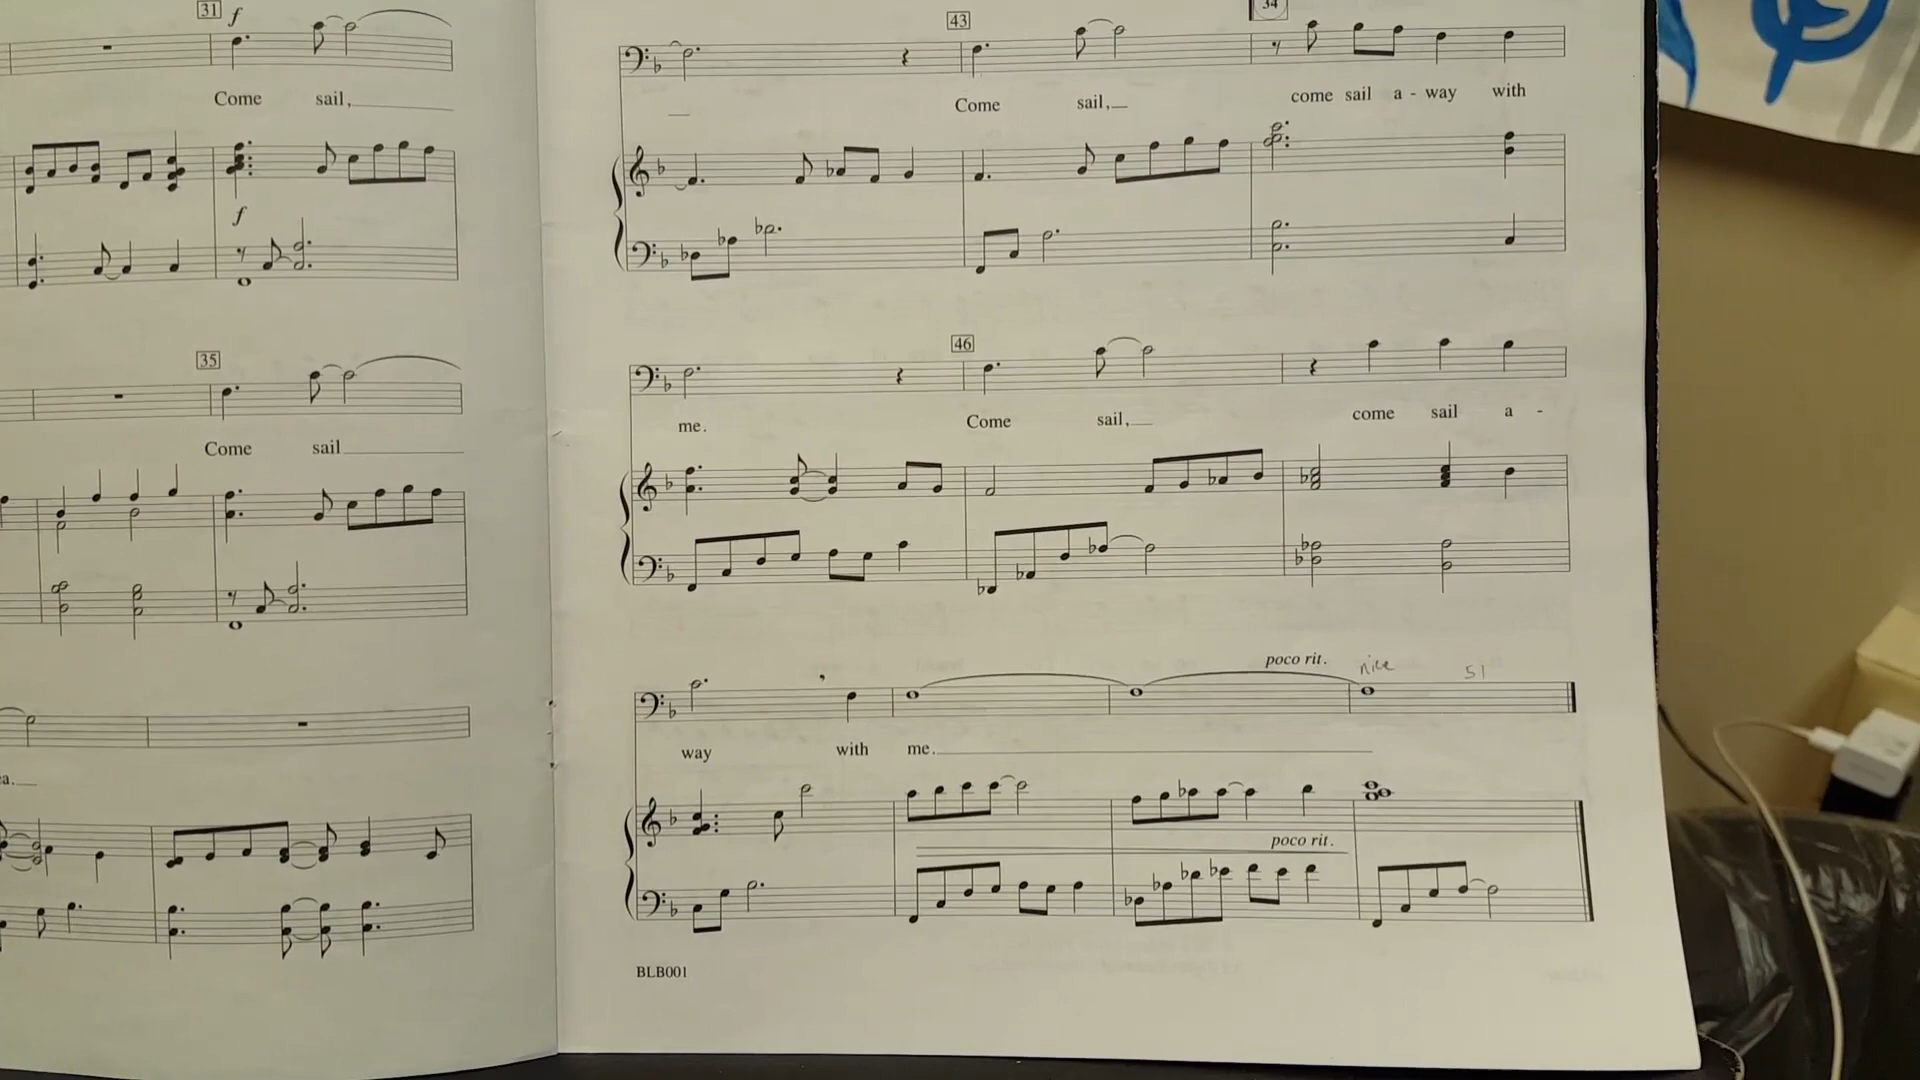 31
f
Come sail,
f
35
Come sail
a.
43
34
Come sail, come sail a - way with
46
me. Come sail, come sail a -
poco rit.
nice 51
way with me.
poco rit.
BLB001